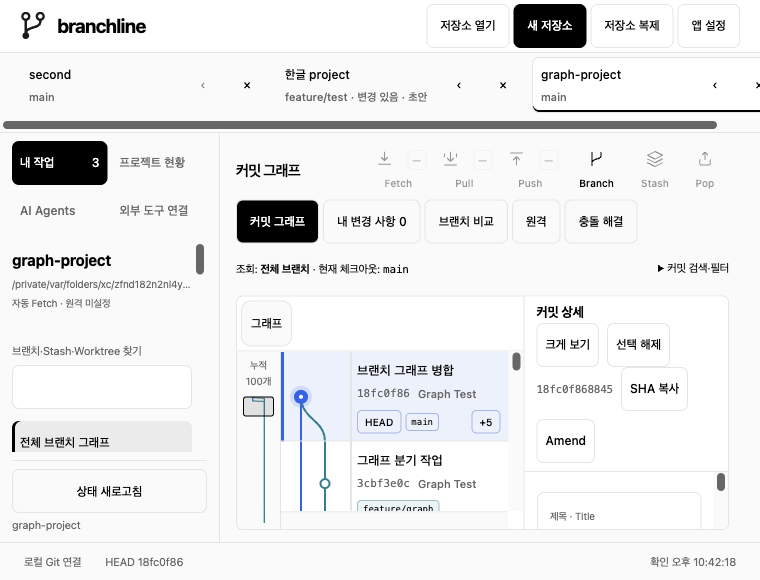 branchline
저장소 열기
새 저장소
저장소 복제
앱 설정
second
main
한글 project
feature/test · 변경 있음 · 초안
graph-project
main
내 작업 3
프로젝트 현황
AI Agents
외부 도구 연결
graph-project
/private/var/folders/xc/zfnd182n2nl4y...
자동 Fetch · 원격 미설정
브랜치·Stash·Worktree 찾기
전체 브랜치 그래프
상태 새로고침
graph-project
커밋 그래프
Fetch
Pull
Push
Branch
Stash
Pop
커밋 그래프
내 변경 사항 0
브랜치 비교
원격
충돌 해결
조회: 전체 브랜치 · 현재 체크아웃: main
▶ 커밋 검색·필터
그래프
누적
100개
브랜치 그래프 병합
18fc0f86 Graph Test
HEAD
main
+5
그래프 분기 작업
3cbf3e0c Graph Test
feature/graph
커밋 상세
크게 보기
선택 해제
18fc0f868845
SHA 복사
Amend
제목 · Title
로컬 Git 연결
HEAD 18fc0f86
확인 오후 10:42:18